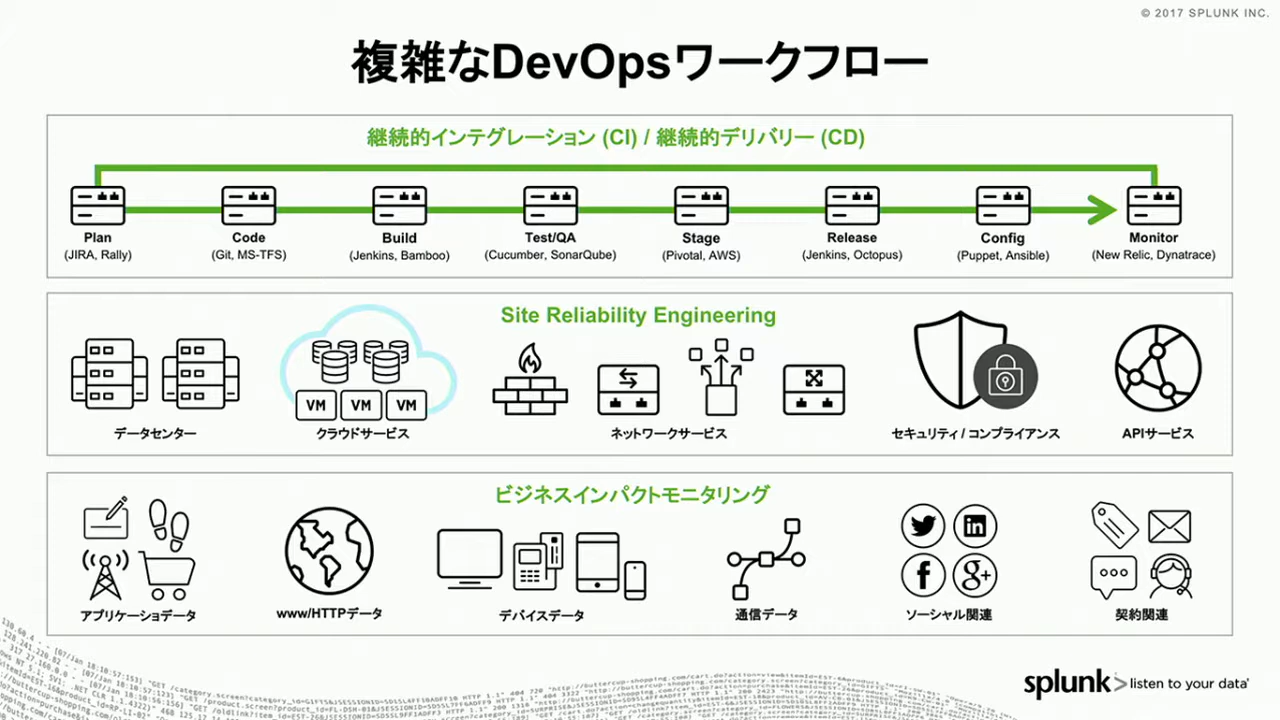 © 2017 SPLUNK INC.
複雑なDevOpsワークフロー
継続的インテグレーション (CI) / 継続的デリバリー (CD)
Plan
(JIRA, Rally)
Code
(Git, MS-TFS)
Build
(Jenkins, Bamboo)
Test/QA
(Cucumber, SonarQube)
Stage
(Pivotal, AWS)
Release
(Jenkins, Octopus)
Config
(Puppet, Ansible)
Monitor
(New Relic, Dynatrace)
Site Reliability Engineering
VM VM VM
データセンター
クラウドサービス
ネットワークサービス
セキュリティ / コンプライアンス
APIサービス
ビジネスインパクトモニタリング
アプリケーショデータ
www/HTTPデータ
デバイスデータ
通信データ
ソーシャル関連
契約関連
splunk> listen to your data